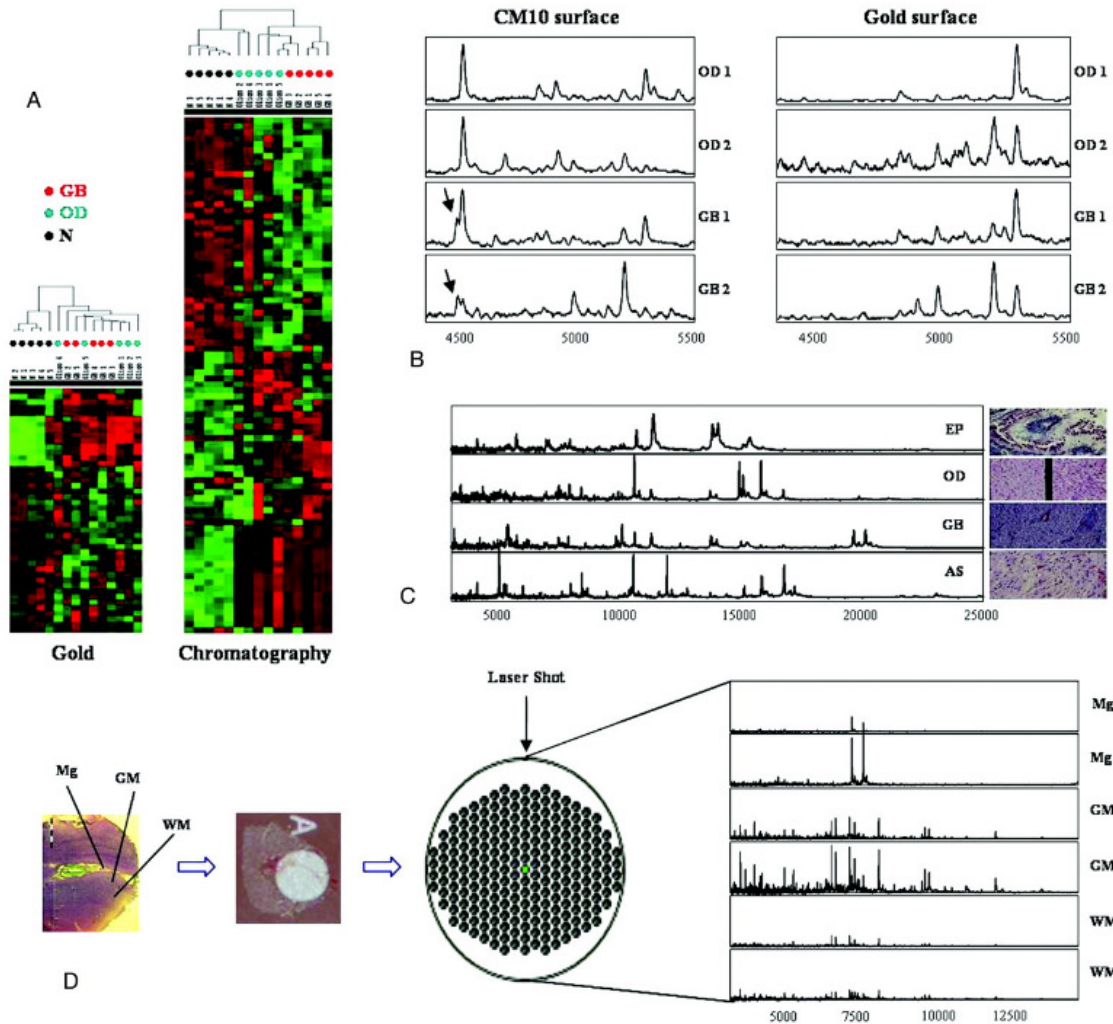 A
GB
OD
N
Gold
Chromatography
CM10 surface
Gold surface
OD 1
OD 2
GB 1
GB 2
4500 5000 5500
OD 1
OD 2
GB 1
GB 2
4500 5000 5500
B
EP
OD
GB
AS
5000 10000 15000 20000 25000
C
Laser Shot
Mg
GM
WM
A
Mg
Mg
GM
GM
WM
WM
5000 7500 10000 12500
D